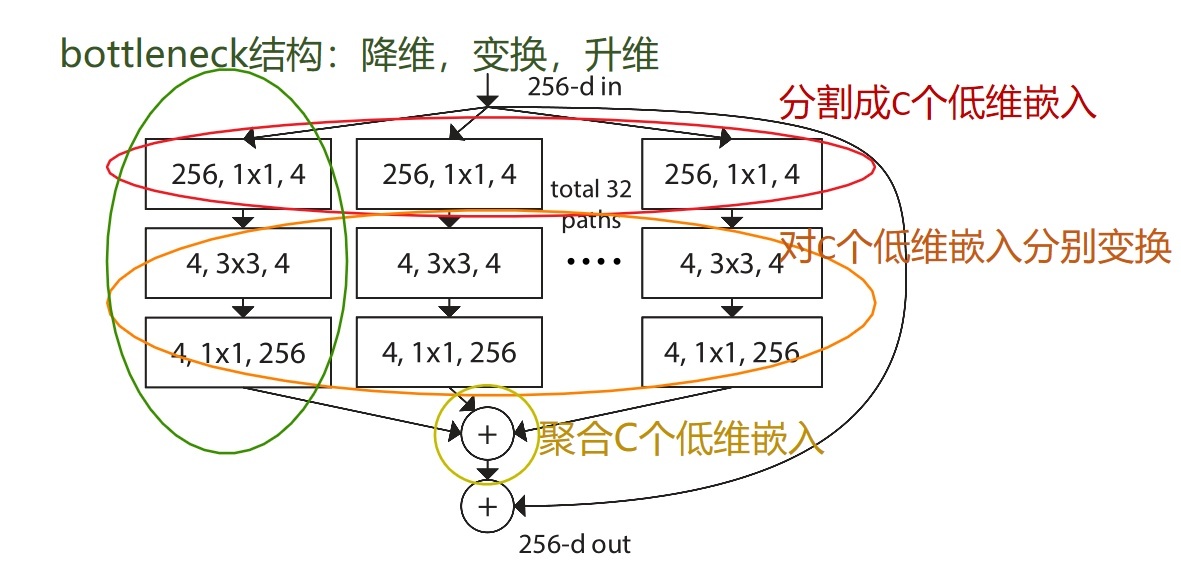 bottleneck结构：降维，变换，升维
256-d in
分割成C个低维嵌入
256, 1x1, 4
256, 1x1, 4
total 32
paths
256, 1x1, 4
4, 3x3, 4
4, 3x3, 4
....
4, 3x3, 4
对C个低维嵌入分别变换
4, 1x1, 256
4, 1x1, 256
4, 1x1, 256
+
聚合C个低维嵌入
+
256-d out